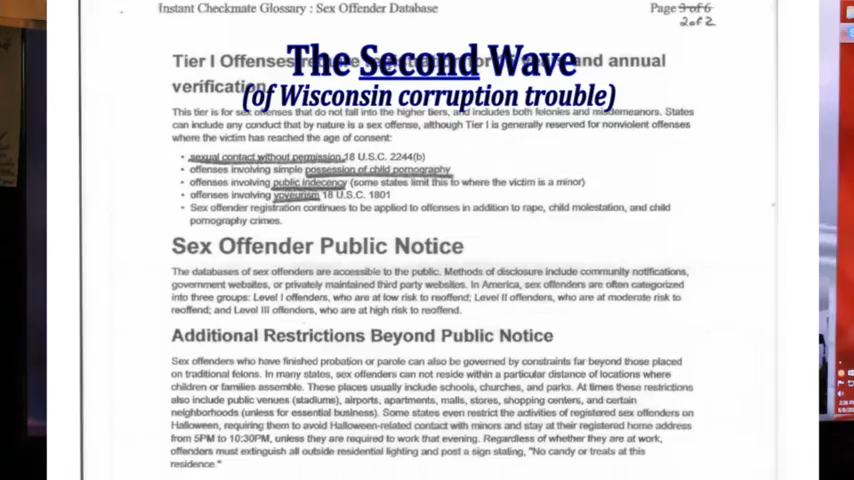 Instant Checkmate Glossary : Sex Offender Database
Page 9 of 6
2 of 2
Tier I Offenses and annual
verification
The Second Wave
(of Wisconsin corruption trouble)
This tier is for sex offenses that do not fall into the higher tiers, and includes both felonies and misdemeanors. States
can include any conduct that by nature is a sex offense, although Tier I is generally reserved for nonviolent offenses
where the victim has reached the age of consent:
• sexual contact without permission 18 U.S.C. 2244(b)
• offenses involving simple possession of child pornography
• offenses involving public indecency (some states limit this to where the victim is a minor)
• offenses involving voyeurism 18 U.S.C. 1801
• Sex offender registration continues to be applied to offenses in addition to rape, child molestation, and child
pornography crimes.
Sex Offender Public Notice
The databases of sex offenders are accessible to the public. Methods of disclosure include community notifications,
government websites, or privately maintained third party websites. In America, sex offenders are often categorized
into three groups: Level I offenders, who are at low risk to reoffend; Level II offenders, who are at moderate risk to
reoffend; and Level III offenders, who are at high risk to reoffend.
Additional Restrictions Beyond Public Notice
Sex offenders who have finished probation or parole can also be governed by constraints far beyond those placed
on traditional felons. In many states, sex offenders can not reside within a particular distance of locations where
children or families assemble. These places usually include schools, churches, and parks. At times these restrictions
also include public venues (stadiums), airports, apartments, malls, stores, shopping centers, and certain
neighborhoods (unless for essential business). Some states even restrict the activities of registered sex offenders on
Halloween, requiring them to avoid Halloween-related contact with minors and stay at their registered home address
from 5PM to 10:30PM, unless they are required to work that evening. Regardless of whether they are at work,
offenders must extinguish all outside residential lighting and post a sign stating, "No candy or treats at this
residence."